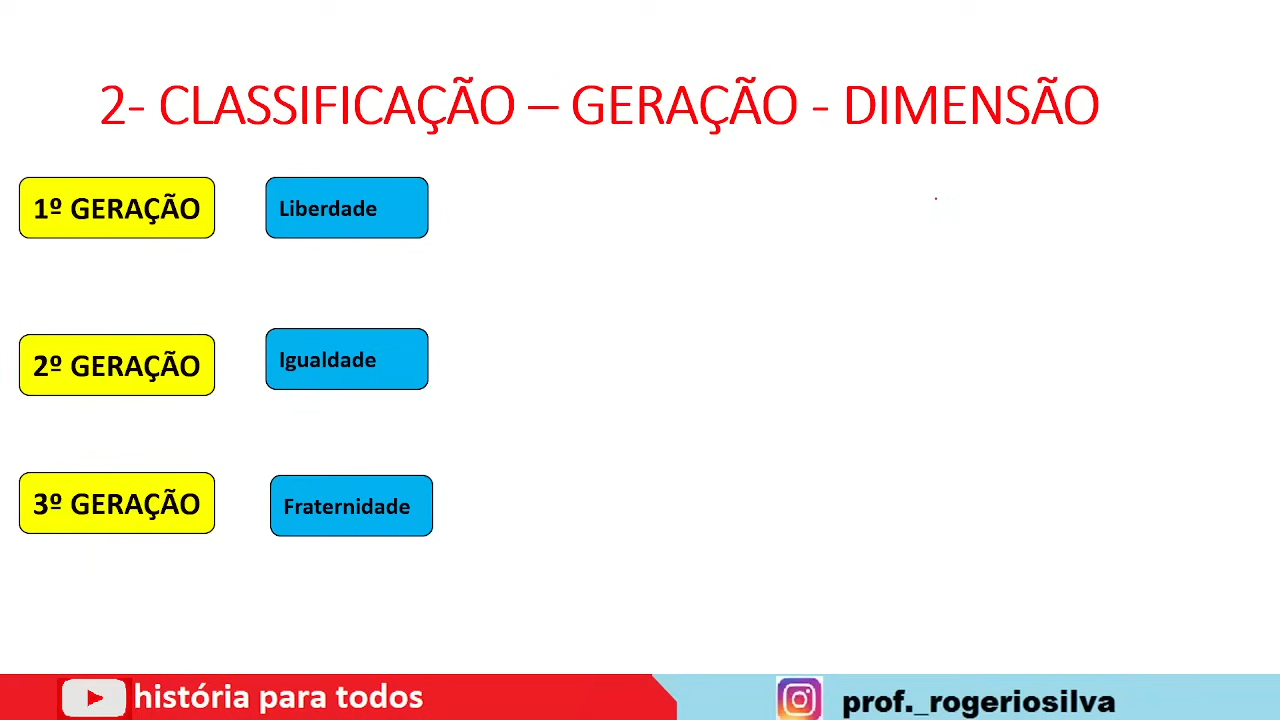 2- CLASSIFICAÇÃO – GERAÇÃO - DIMENSÃO
1º GERAÇÃO
Liberdade
2º GERAÇÃO
Igualdade
3º GERAÇÃO
Fraternidade
história para todos
prof._rogeriosilva